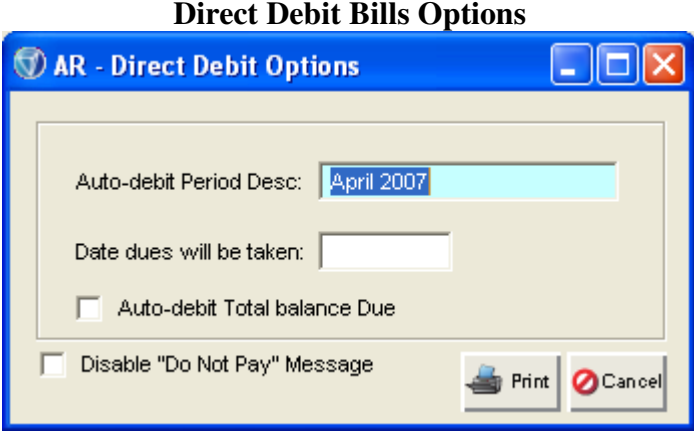 Direct Debit Bills Options
AR - Direct Debit Options
Auto-debit Period Desc: April 2007
Date dues will be taken:
Auto-debit Total balance Due
Disable "Do Not Pay" Message
Print Cancel